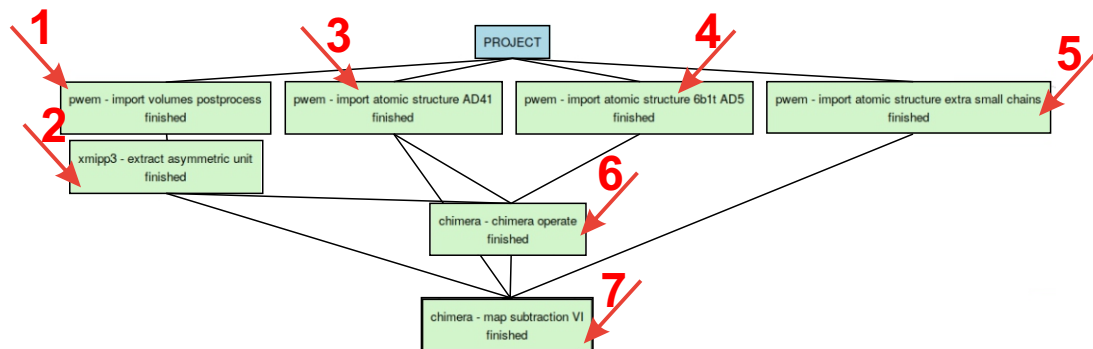 1
3
PROJECT
4
5
pwem - import volumes postprocess
finished
pwem - import atomic structure AD41
finished
pwem - import atomic structure 6b1t AD5
finished
pwem - import atomic structure extra small chains
finished
2
xmipp3 - extract asymmetric unit
finished
6
chimera - chimera operate
finished
7
chimera - map subtraction VI
finished